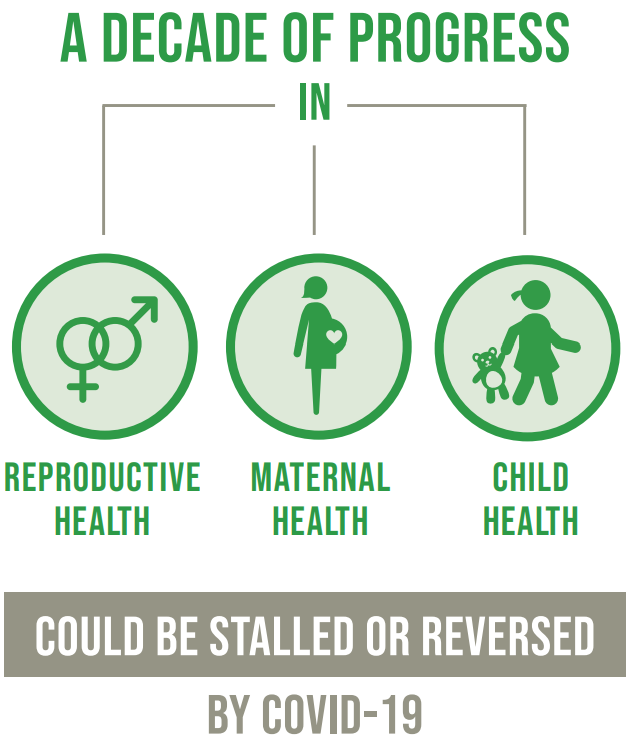 A DECADE OF PROGRESS
IN
REPRODUCTIVE
HEALTH
MATERNAL
HEALTH
CHILD
HEALTH
COULD BE STALLED OR REVERSED
BY COVID-19